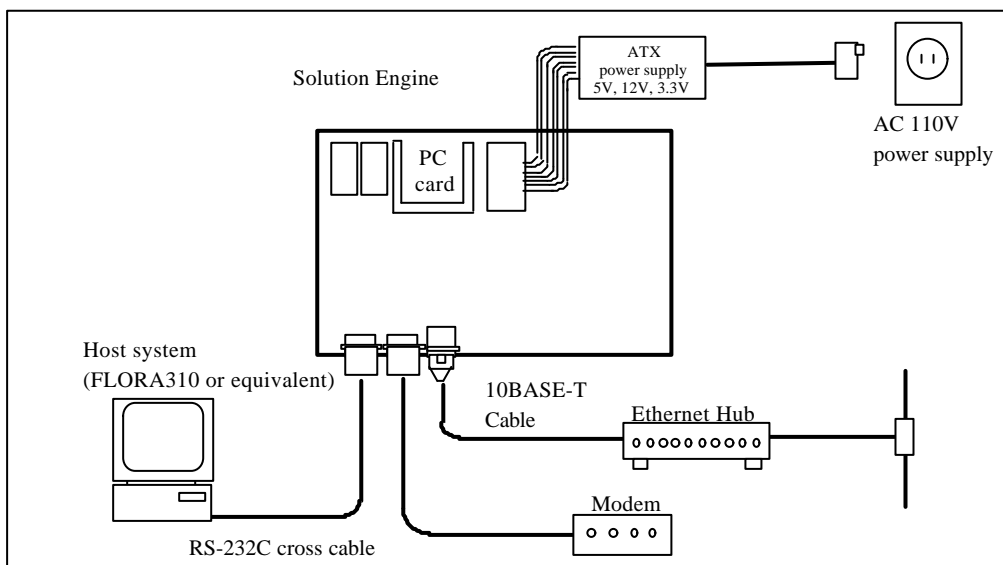 ATX
power supply
5V, 12V, 3.3V
Solution Engine
AC 110V
power supply
PC
card
Host system
(FLORA310 or equivalent)
10BASE-T
Cable
Ethernet Hub
Modem
RS-232C cross cable